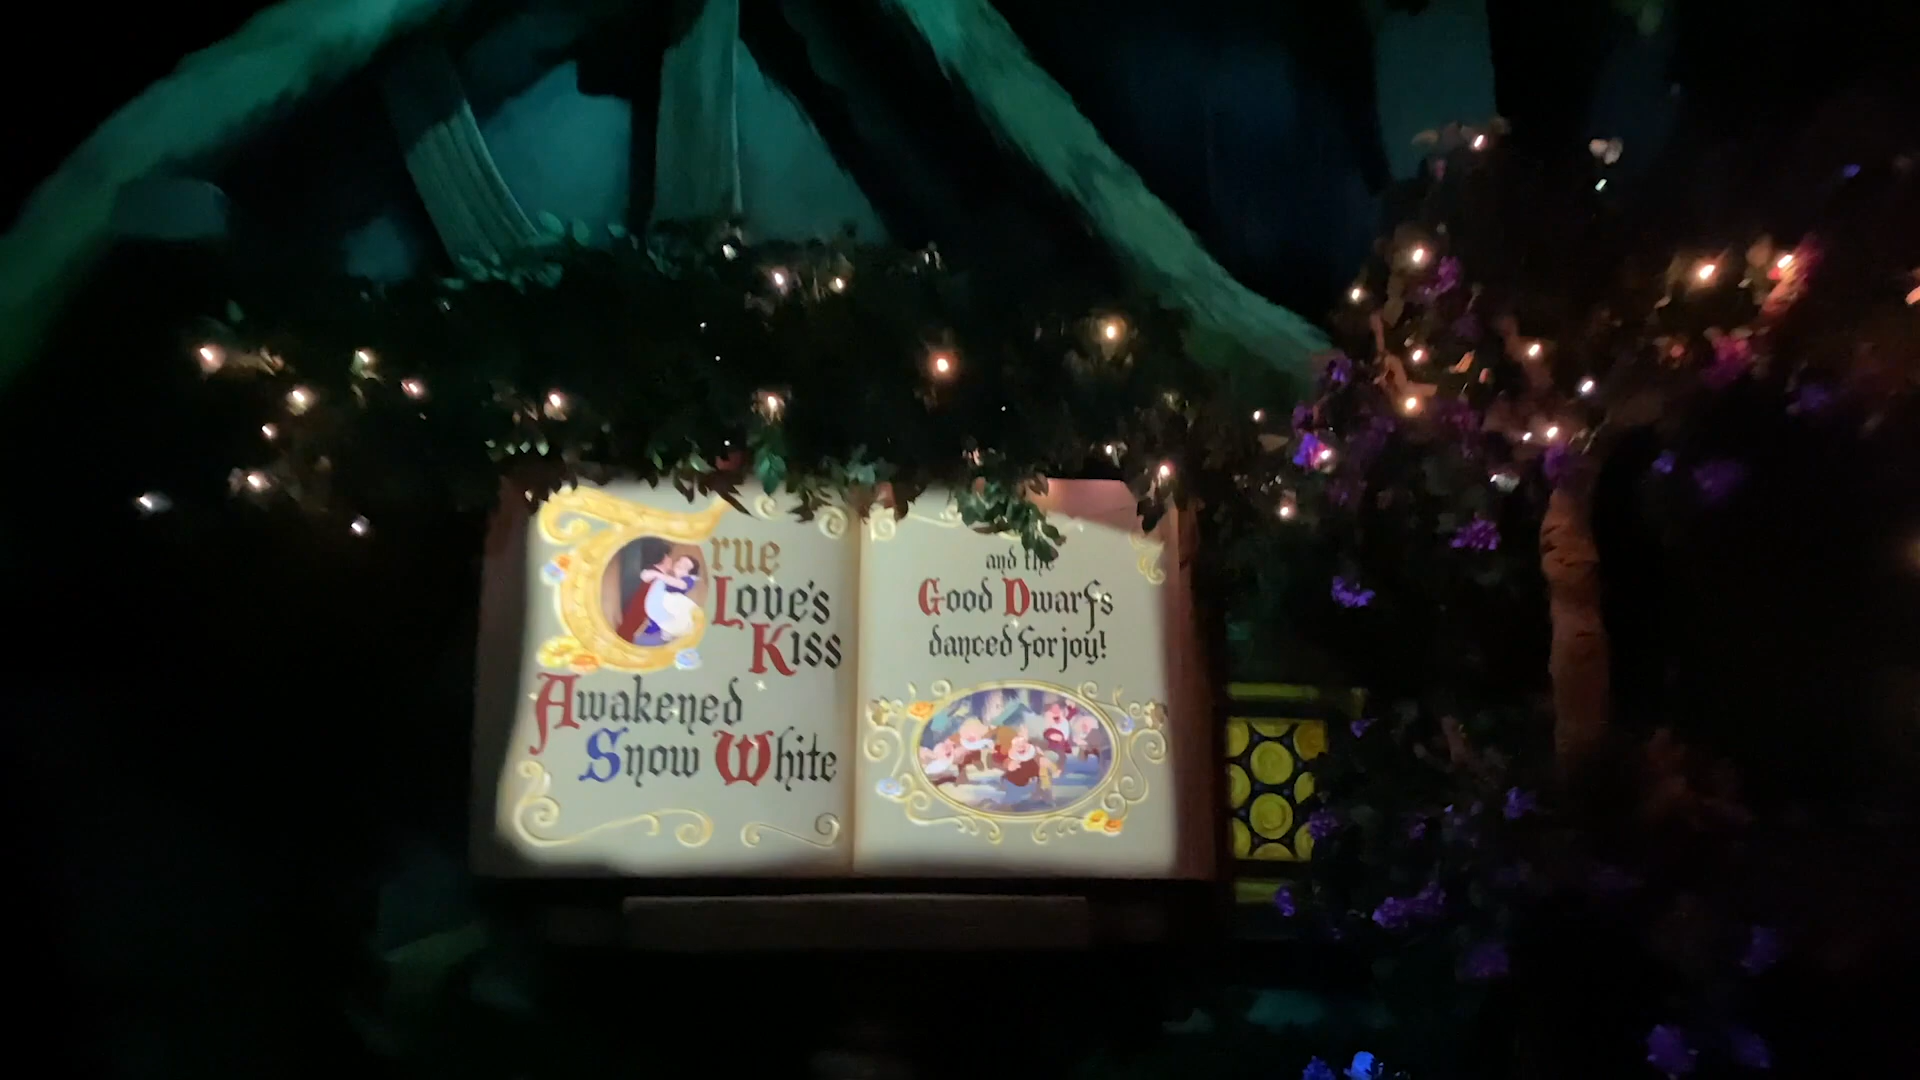 True
Love's
Kiss
Awakened
Snow White
and the
Good Dwarfs
danced for joy!